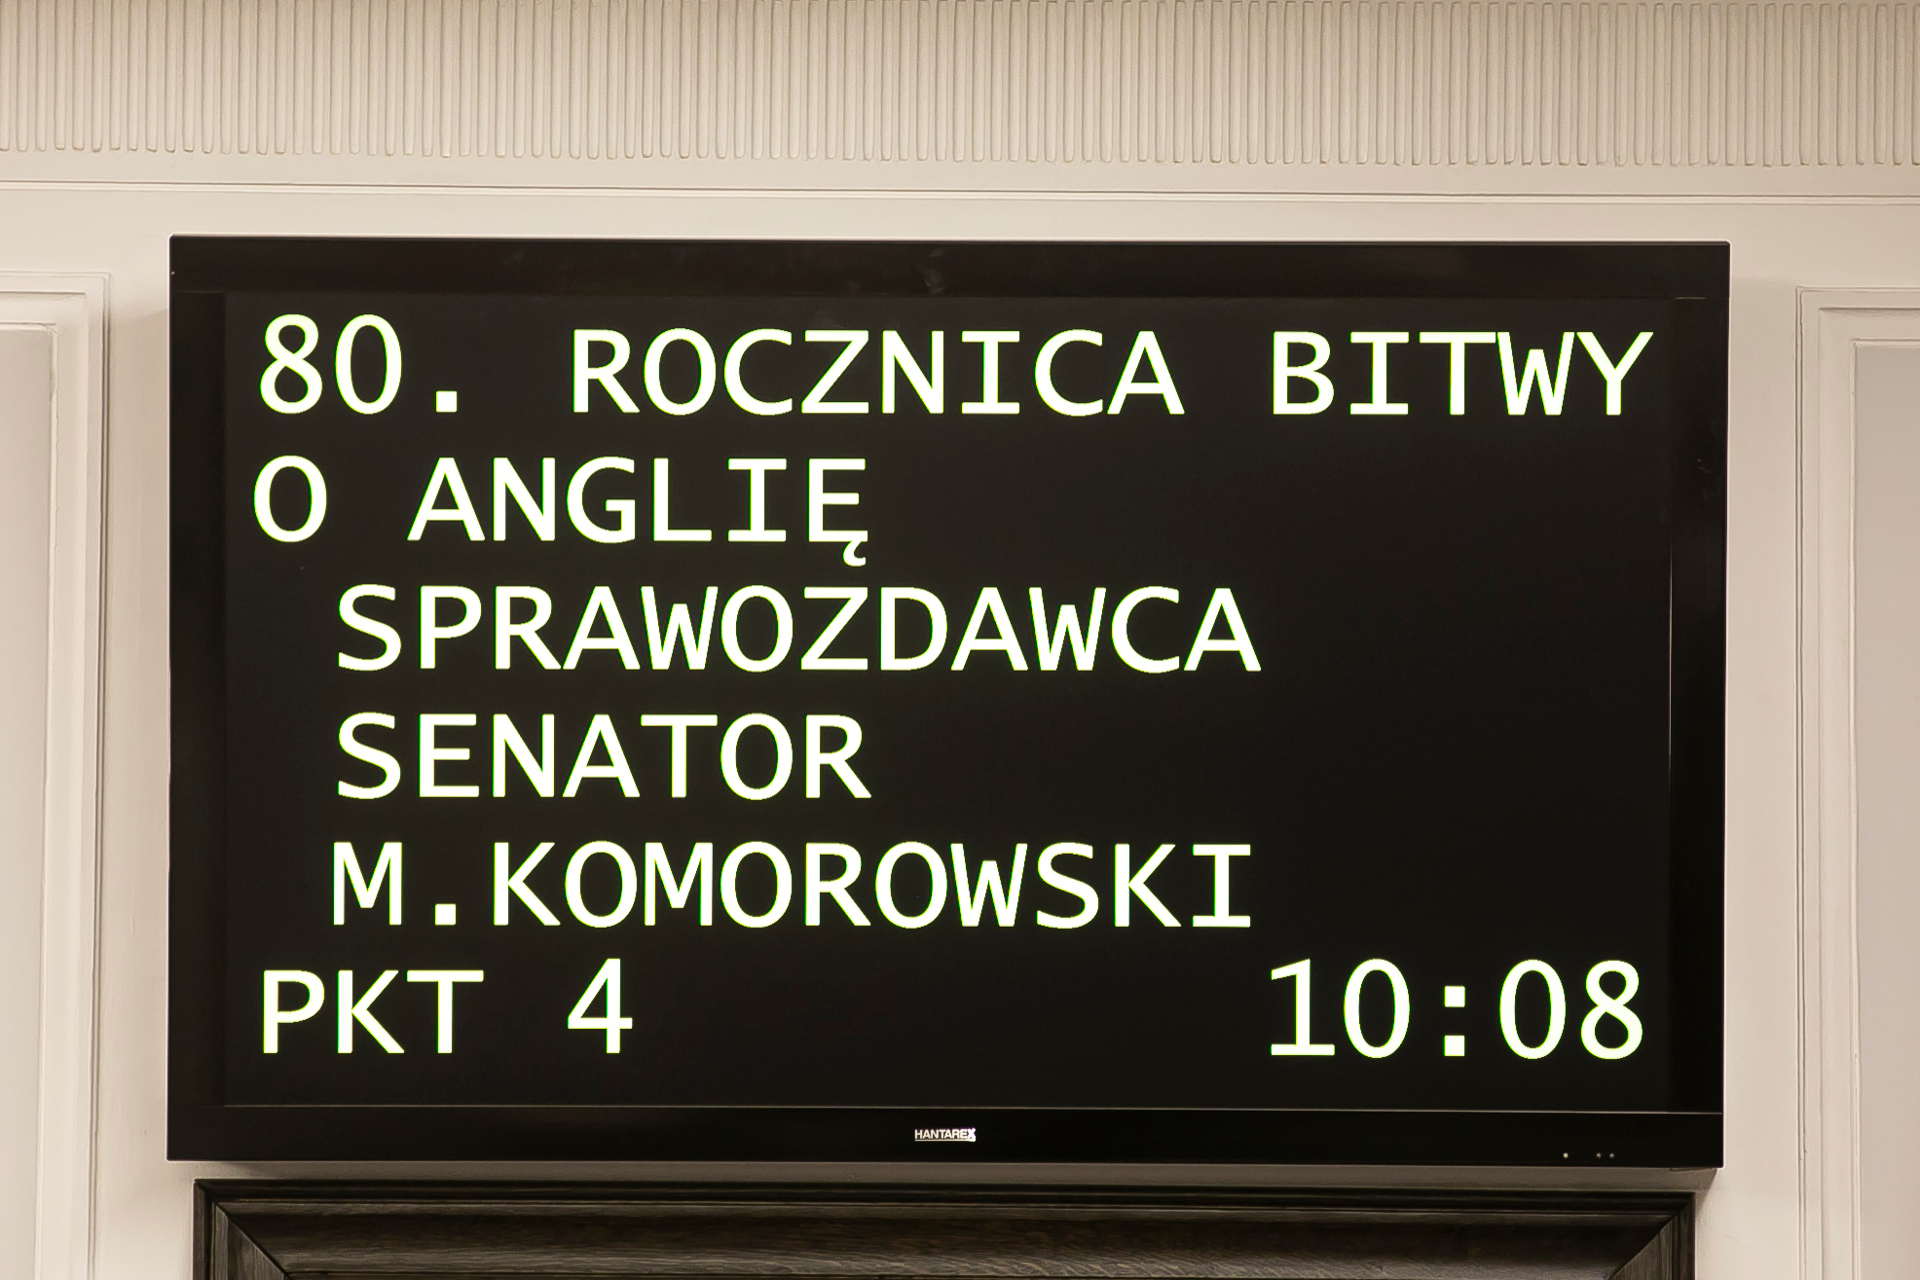 80. ROCZNICA BITWY
O ANGLIĘ
SPRAWOZDAWCA
SENATOR
M.KOMOROWSKI
PKT 4 10:08
HANTAREX